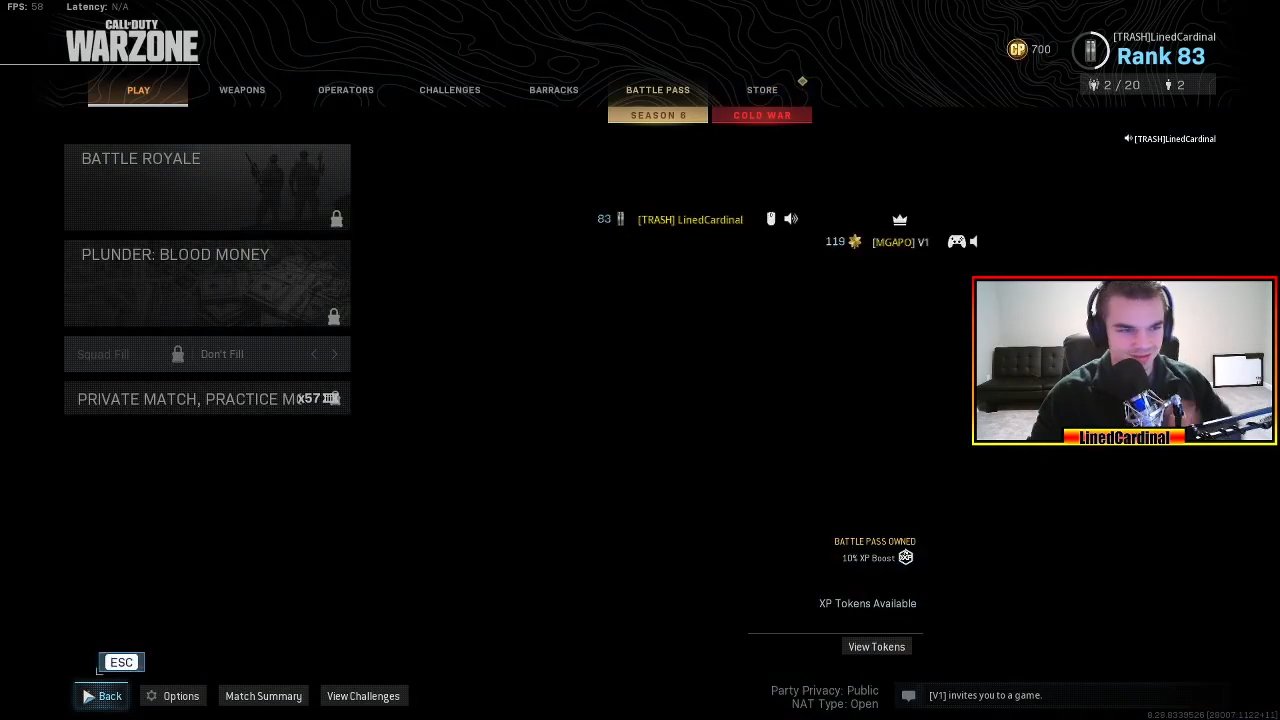 FPS: 58 Latency: N/A
CALL OF DUTY
WARZONE
CP 700
[TRASH]LinedCardinal
Rank 83
2 / 20 2
PLAY WEAPONS OPERATORS CHALLENGES BARRACKS BATTLE PASS STORE
SEASON 6 COLD WAR
[TRASH]LinedCardinal
BATTLE ROYALE
83 [TRASH] LinedCardinal
119 [MGAPO] V1
PLUNDER: BLOOD MONEY
Squad Fill Don't Fill
PRIVATE MATCH, PRACTICE MO
x571
LinedCardinal
BATTLE PASS OWNED
10% XP Boost
XP Tokens Available
View Tokens
ESC
Back Options Match Summary View Challenges
Party Privacy: Public
NAT Type: Open
[V1] invites you to a game.